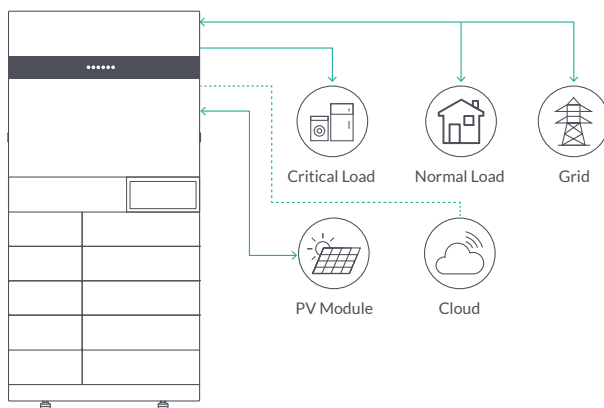 Critical Load
Normal Load
Grid
PV Module
Cloud